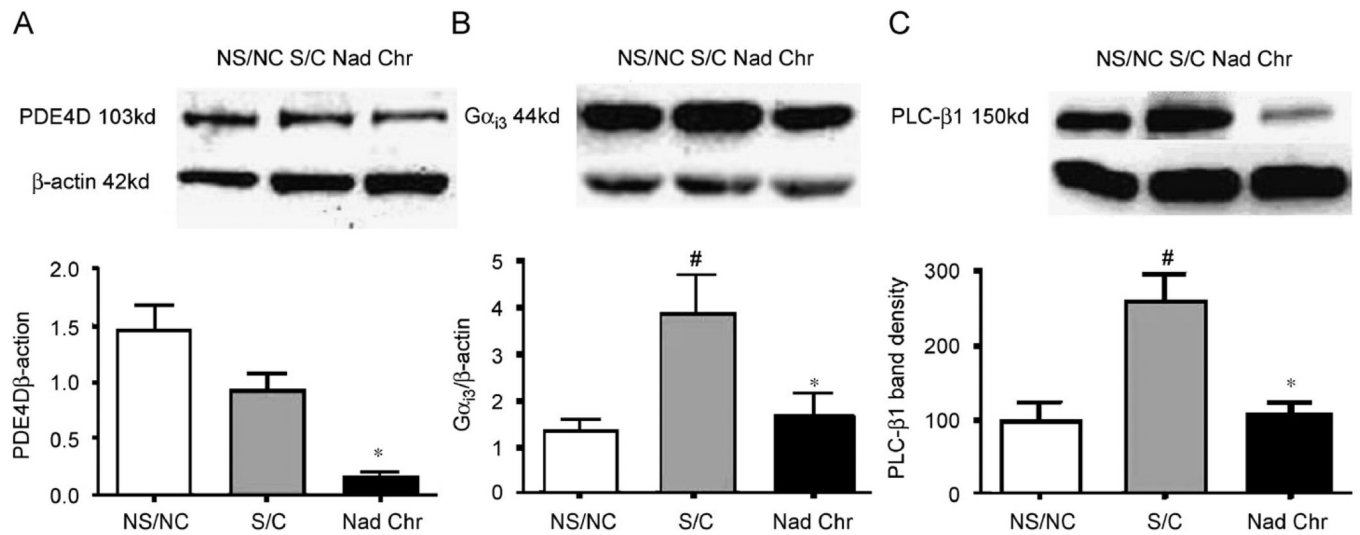 A
NS/NC S/C Nad Chr
PDE4D 103kd
β-actin 42kd
2.0
1.5
1.0
0.5
0.0
PDE4Dβ-action
*
NS/NC S/C Nad Chr
B
NS/NC S/C Nad Chr
Gαi3 44kd
5
4
3
2
1
0
Gαi3/β-actin
#
*
NS/NC S/C Nad Chr
C
NS/NC S/C Nad Chr
PLC-β1 150kd
300
200
100
0
PLC-β1 band density
#
*
NS/NC S/C Nad Chr